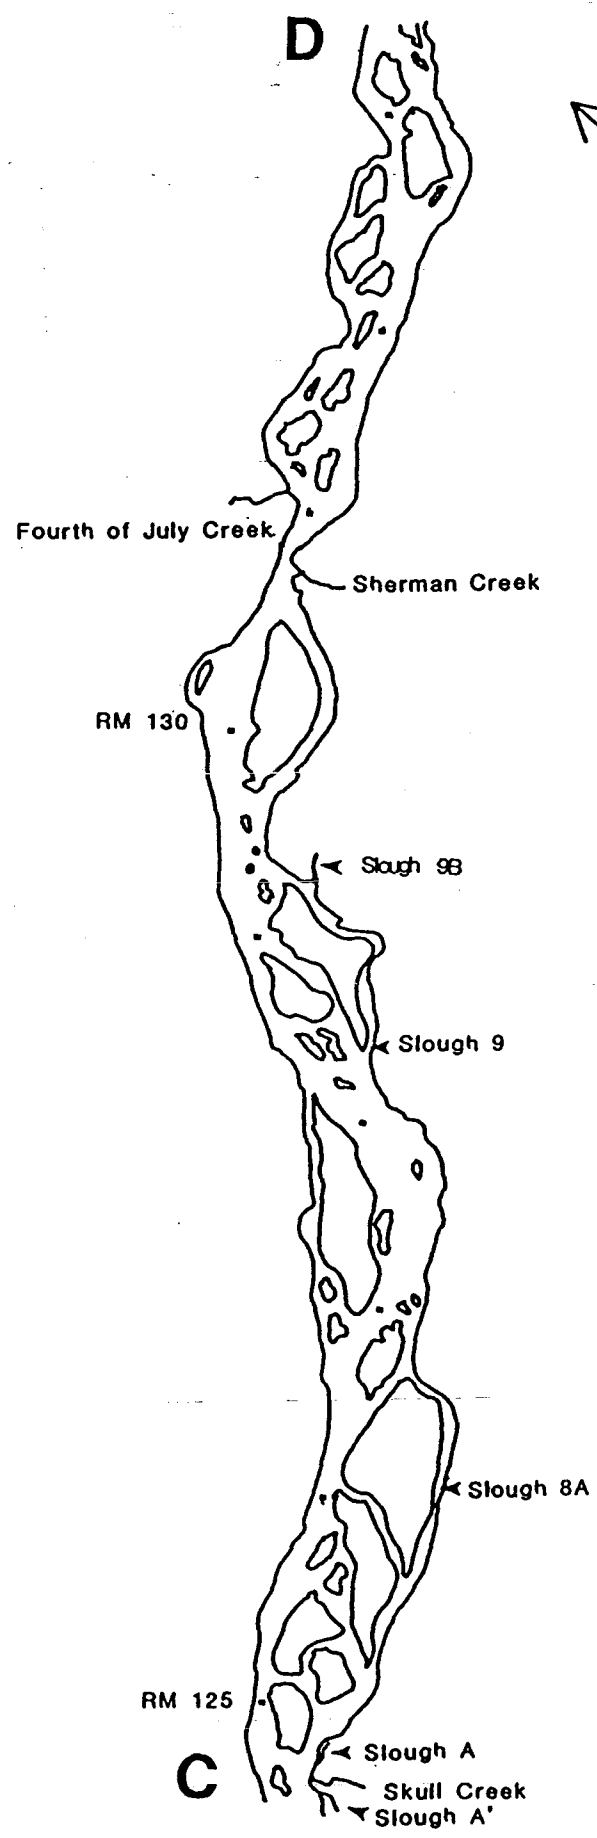 D
Fourth of July Creek
Sherman Creek
RM 130
Slough 9B
Slough 9
Slough 8A
RM 125
Slough A
C
Skull Creek
Slough A'